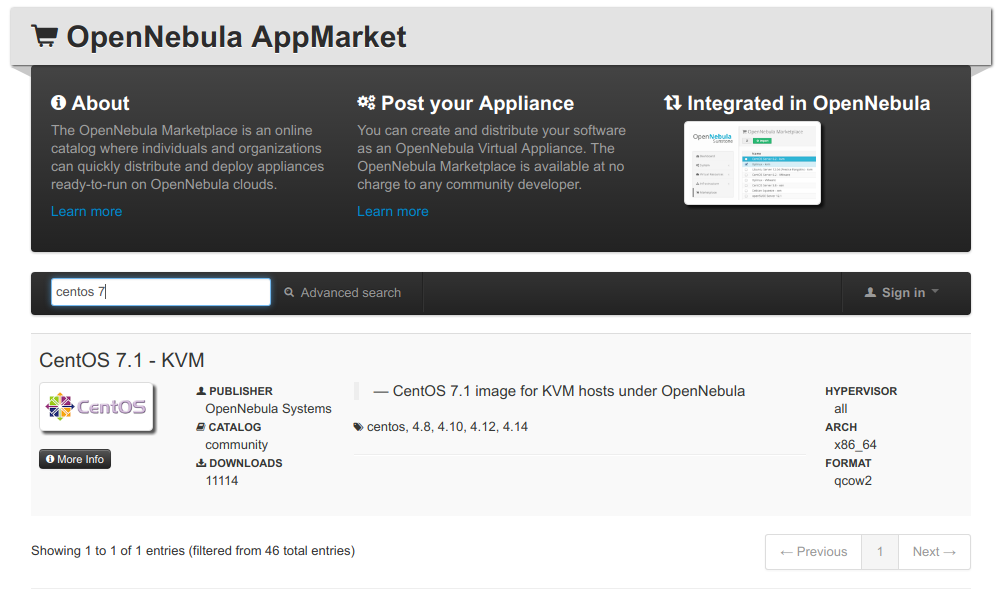 OpenNebula AppMarket
About
The OpenNebula Marketplace is an online
catalog where individuals and organizations
can quickly distribute and deploy appliances
ready-to-run on OpenNebula clouds.
Learn more
Post your Appliance
You can create and distribute your software
as an OpenNebula Virtual Appliance. The
OpenNebula Marketplace is available at no
charge to any community developer.
Learn more
Integrated in OpenNebula
OpenNebula
OpenNebula Marketplace
centos 7
Advanced search
Sign in
CentOS 7.1 - KVM
CentOS
More Info
PUBLISHER
OpenNebula Systems
CATALOG
community
DOWNLOADS
11114
— CentOS 7.1 image for KVM hosts under OpenNebula
centos, 4.8, 4.10, 4.12, 4.14
HYPERVISOR
all
ARCH
x86_64
FORMAT
qcow2
Showing 1 to 1 of 1 entries (filtered from 46 total entries)
← Previous
1
Next →